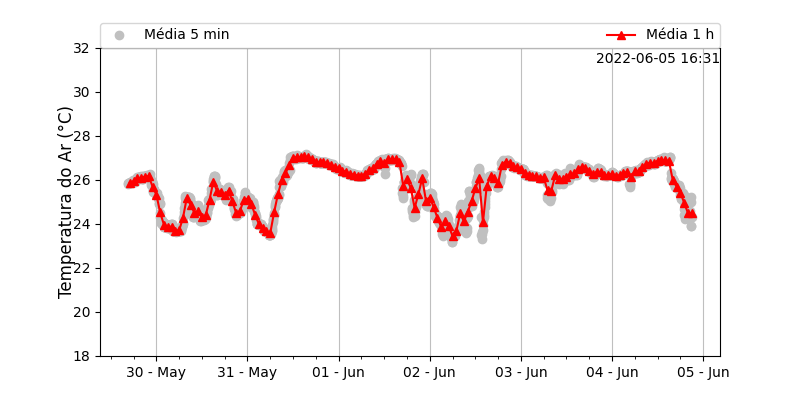 Média 5 min
Média 1 h
2022-06-05 16:31
Temperatura do Ar (°C)
32
30
28
26
24
22
20
18
30 - May
31 - May
01 - Jun
02 - Jun
03 - Jun
04 - Jun
05 - Jun